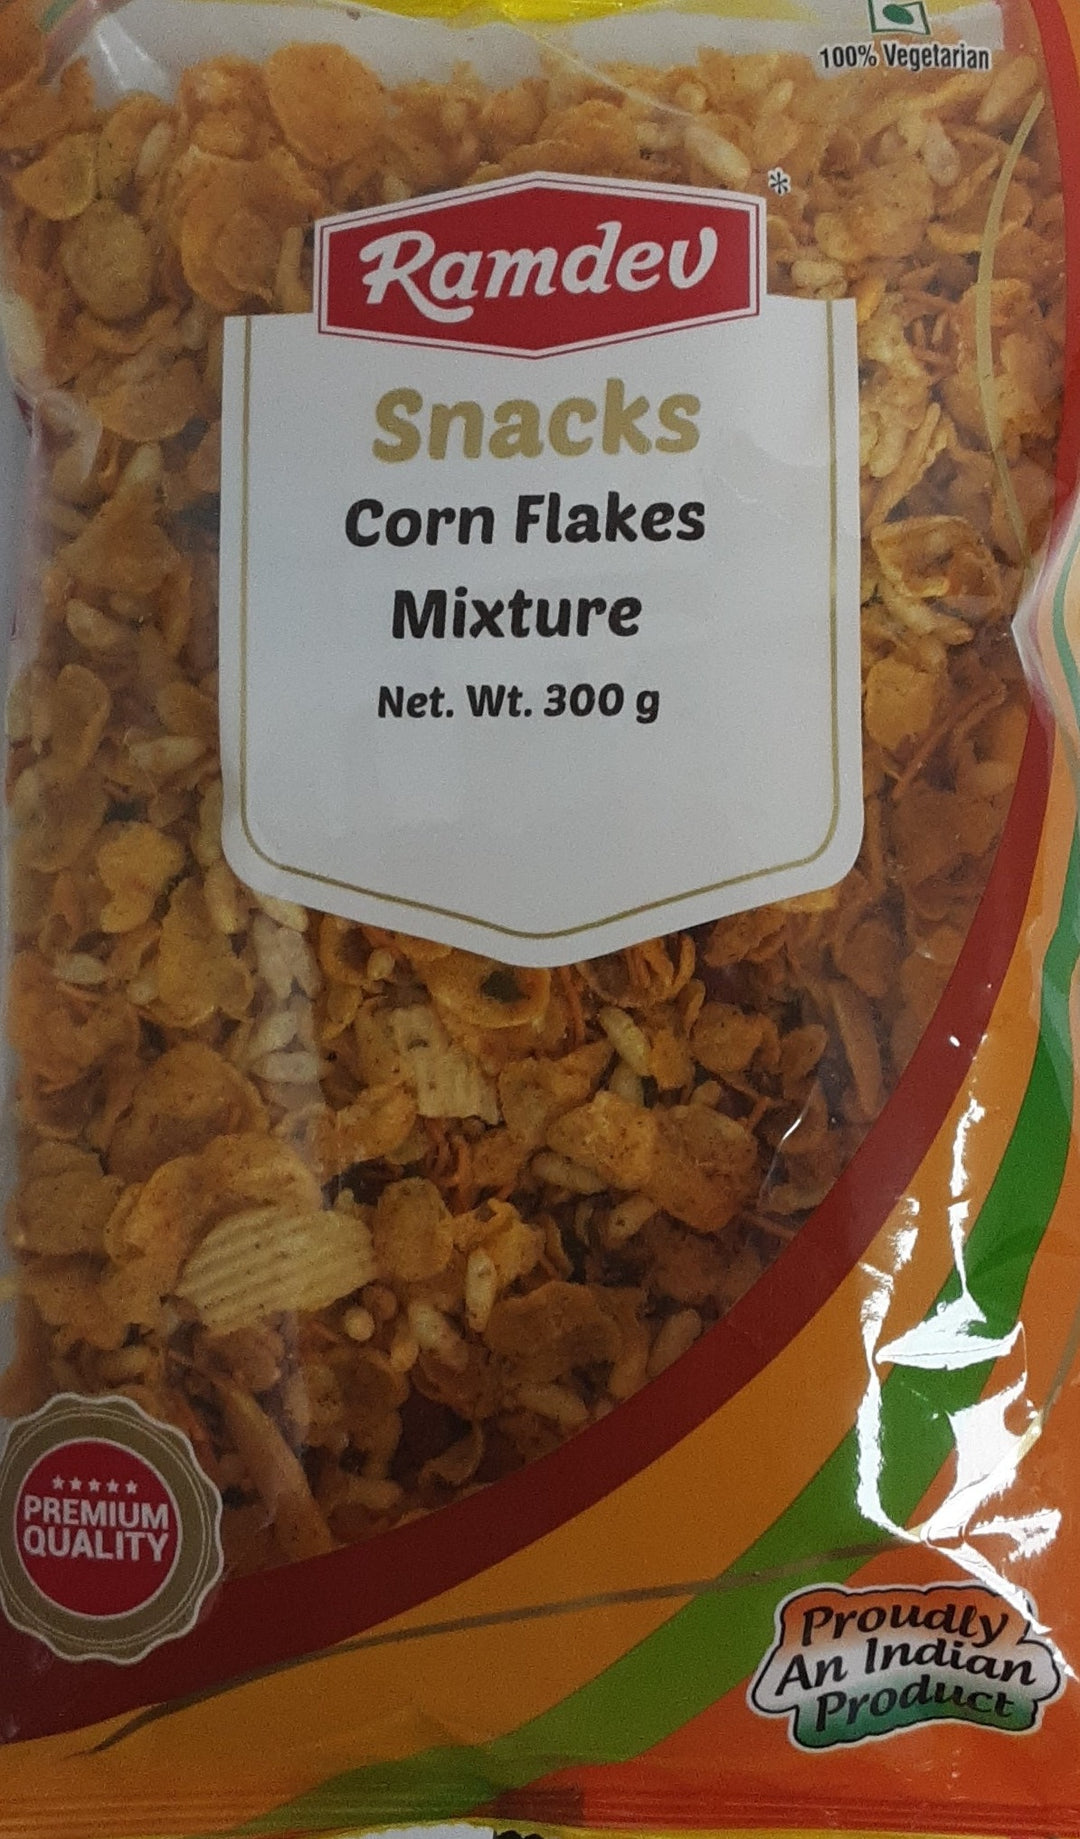 100% Vegetarian
Ramdev*
Snacks
Corn Flakes
Mixture
Net. Wt. 300 g
PREMIUM
QUALITY
Proudly
An Indian
Product